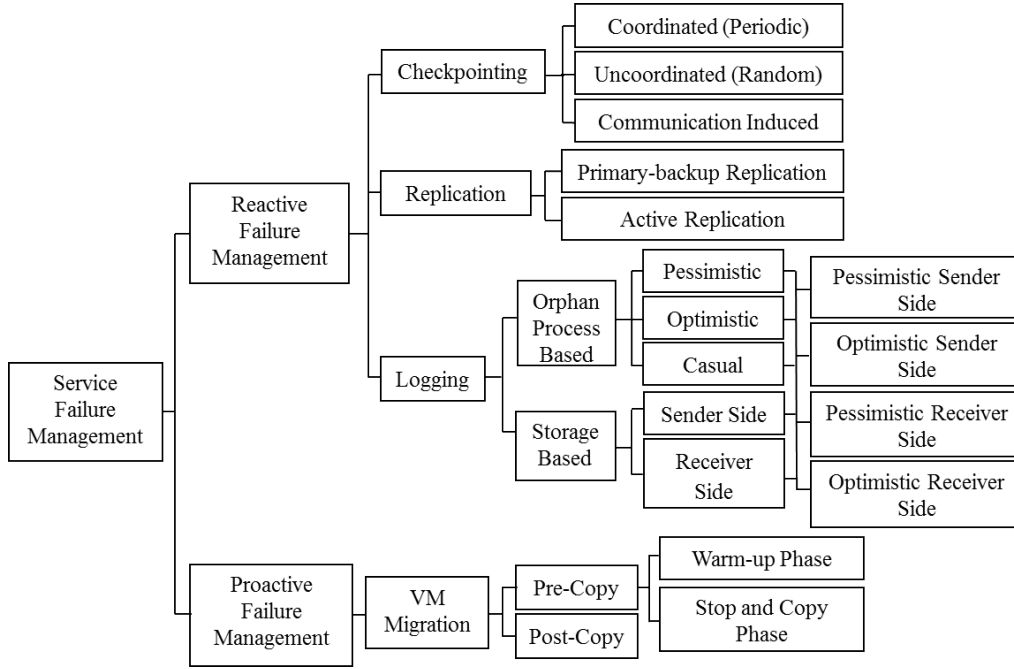 Service
Failure
Management
Reactive
Failure
Management
Checkpointing
Coordinated (Periodic)
Uncoordinated (Random)
Communication Induced
Replication
Primary-backup Replication
Active Replication
Logging
Orphan
Process
Based
Pessimistic
Optimistic
Casual
Storage
Based
Sender Side
Receiver
Side
Pessimistic Sender
Side
Optimistic Sender
Side
Pessimistic Receiver
Side
Optimistic Receiver
Side
Proactive
Failure
Management
VM
Migration
Pre-Copy
Post-Copy
Warm-up Phase
Stop and Copy
Phase